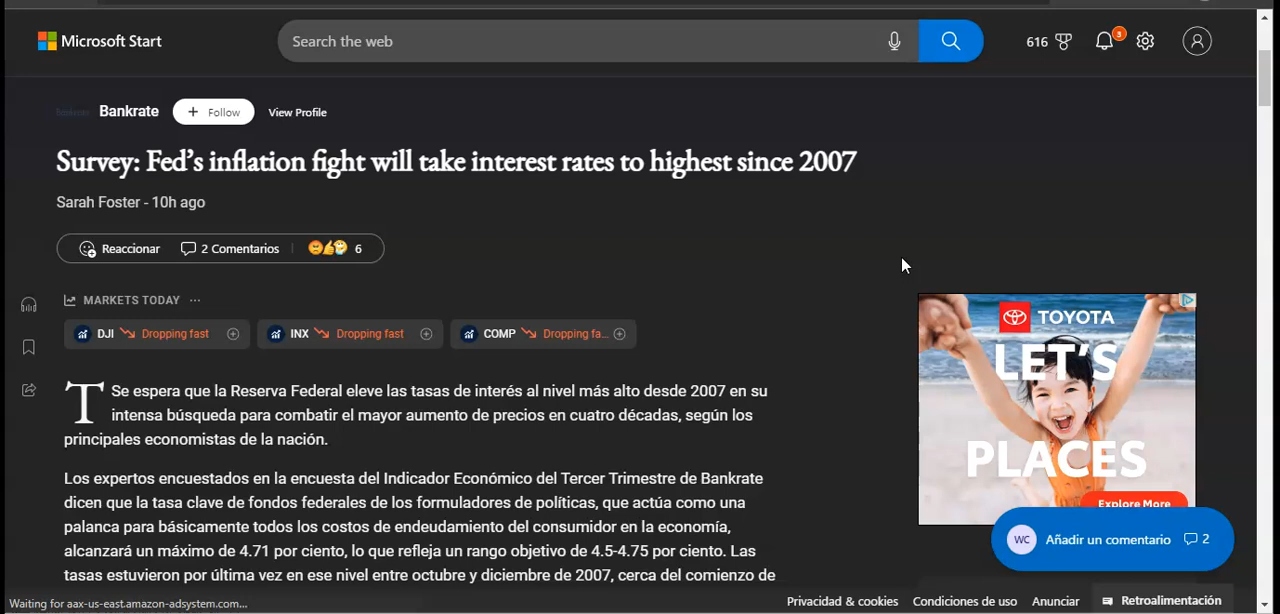 Microsoft Start
Search the web
616
3
Bankrate
+ Follow
View Profile
Survey: Fed's inflation fight will take interest rates to highest since 2007
Sarah Foster - 10h ago
Reaccionar
2 Comentarios
6
MARKETS TODAY ...
DJI Dropping fast
INX Dropping fast
COMP Dropping fa...
T Se espera que la Reserva Federal eleve las tasas de interés al nivel más alto desde 2007 en su
intensa búsqueda para combatir el mayor aumento de precios en cuatro décadas, según los
principales economistas de la nación.
Los expertos encuestados en la encuesta del Indicador Económico del Tercer Trimestre de Bankrate
dicen que la tasa clave de fondos federales de los formuladores de políticas, que actúa como una
palanca para básicamente todos los costos de endeudamiento del consumidor en la economía,
alcanzará un máximo de 4.71 por ciento, lo que refleja un rango objetivo de 4.5-4.75 por ciento. Las
tasas estuvieron por última vez en ese nivel entre octubre y diciembre de 2007, cerca del comienzo de
TOYOTA
LET'S
PLACES
Explore More
WC Añadir un comentario 2
Waiting for aax-us-east.amazon-adsystem.com...
Privacidad & cookies
Condiciones de uso
Anunciar
Retroalimentación